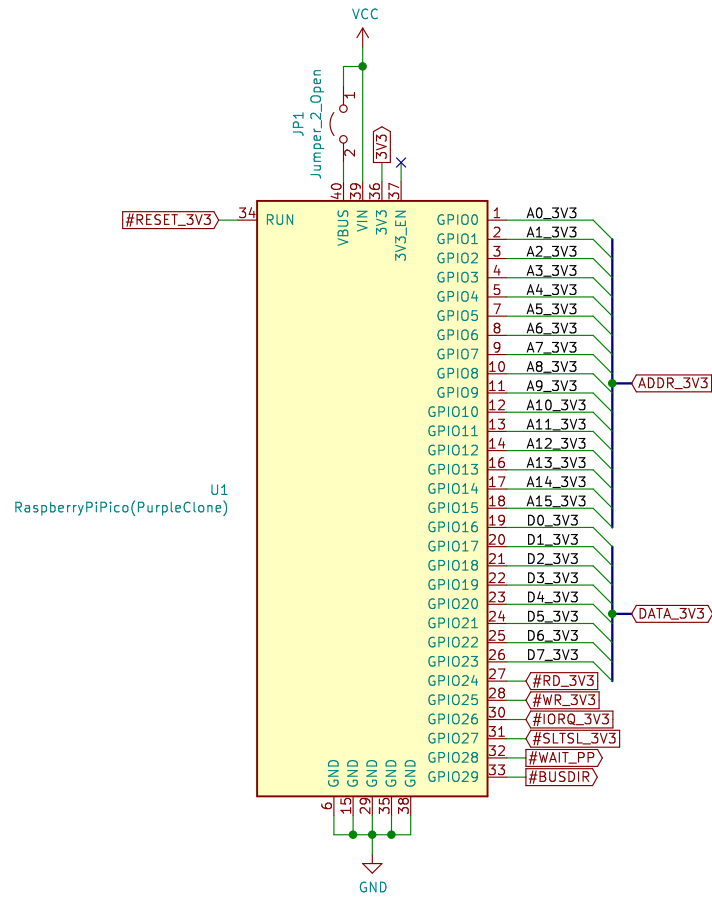 VCC
JP1
Jumper_2_Open
1
2
3V3
40
39
36
37
VBUS
VIN
3V3
3V3_EN
#RESET_3V3
34
RUN
GPIO0 1 A0_3V3
GPIO1 2 A1_3V3
GPIO2 3 A2_3V3
GPIO3 4 A3_3V3
GPIO4 5 A4_3V3
GPIO5 7 A5_3V3
GPIO6 8 A6_3V3
GPIO7 9 A7_3V3
GPIO8 10 A8_3V3
ADDR_3V3
GPIO9 11 A9_3V3
GPIO10 12 A10_3V3
GPIO11 13 A11_3V3
GPIO12 14 A12_3V3
GPIO13 16 A13_3V3
GPIO14 17 A14_3V3
GPIO15 18 A15_3V3
U1
RaspberryPiPico(PurpleClone)
GPIO16 19 D0_3V3
GPIO17 20 D1_3V3
GPIO18 21 D2_3V3
GPIO19 22 D3_3V3
GPIO20 23 D4_3V3
DATA_3V3
GPIO21 24 D5_3V3
GPIO22 25 D6_3V3
GPIO23 26 D7_3V3
GPIO24 27 #RD_3V3
GPIO25 28 #WR_3V3
GPIO26 30 #IORQ_3V3
GPIO27 31 #SLTSL_3V3
GPIO28 32 #WAIT_PP
GPIO29 33 #BUSDIR
GND
GND
GND
GND
GND
6
15
29
35
38
GND